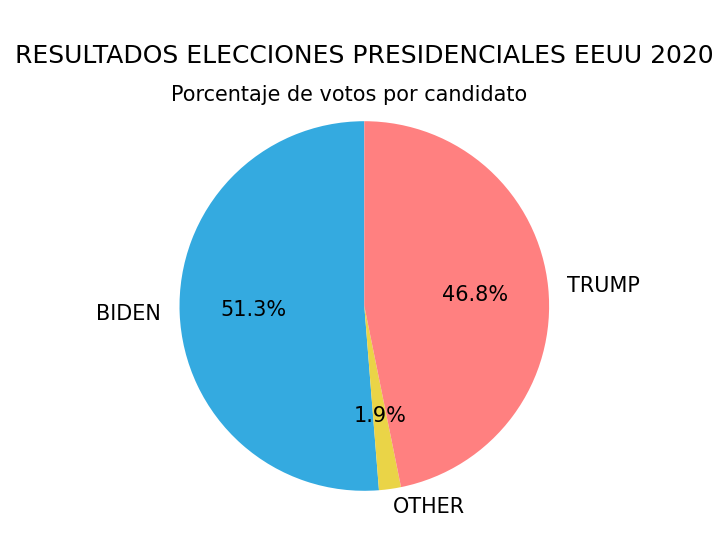 RESULTADOS ELECCIONES PRESIDENCIALES EEUU 2020
Porcentaje de votos por candidato
TRUMP
46.8%
BIDEN
51.3%
1.9%
OTHER